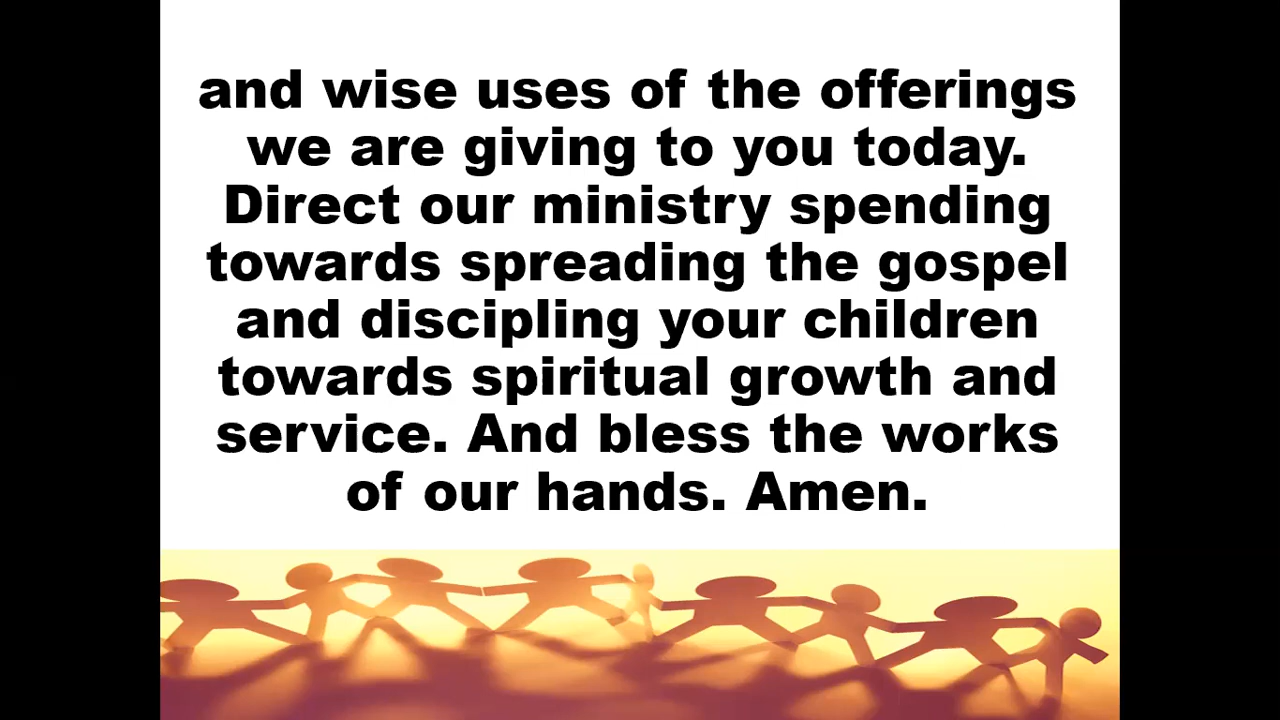 and wise uses of the offerings
we are giving to you today.
Direct our ministry spending
towards spreading the gospel
and discipling your children
towards spiritual growth and
service. And bless the works
of our hands. Amen.